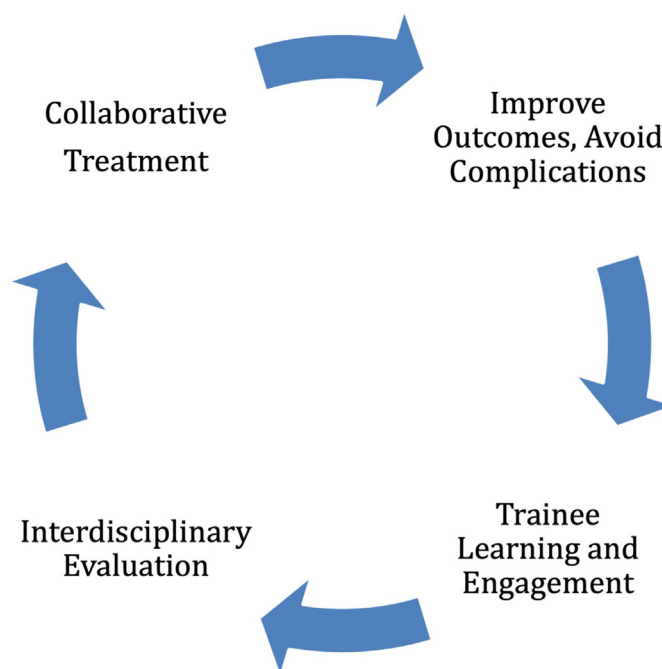 Collaborative
Treatment
Improve
Outcomes, Avoid
Complications
Trainee
Learning and
Engagement
Interdisciplinary
Evaluation